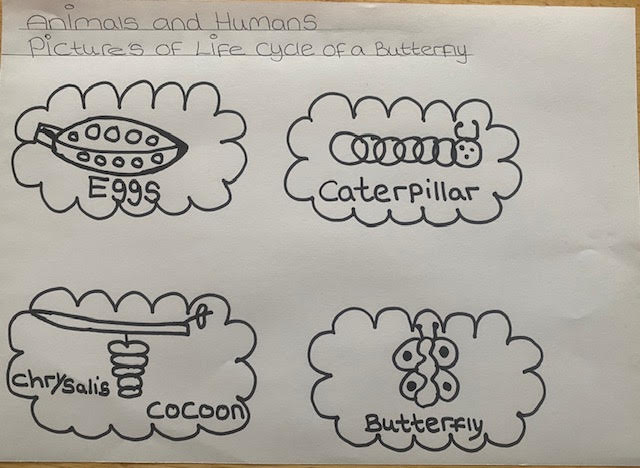 Animals and Humans
Pictures of Life Cycle of a Butterfly
Eggs
Caterpillar
Chrysalis
Cocoon
Butterfly